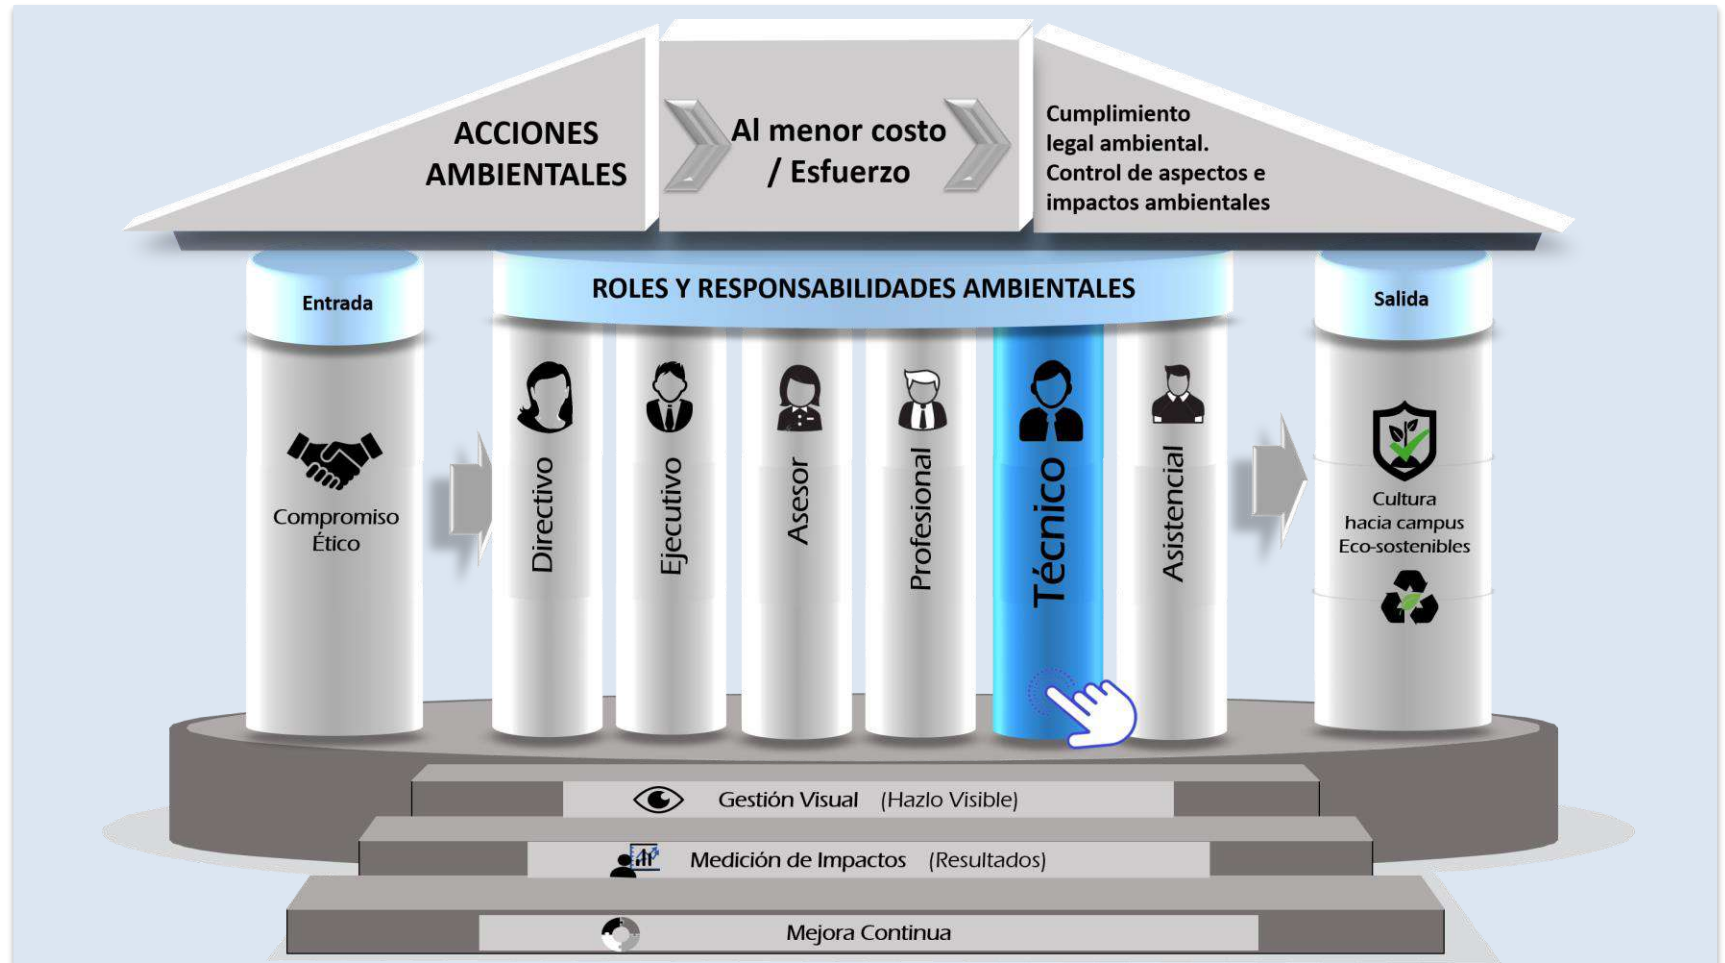 ACCIONES
AMBIENTALES
Al menor costo
/ Esfuerzo
Cumplimiento
legal ambiental.
Control de aspectos e
impactos ambientales
Entrada
ROLES Y RESPONSABILIDADES AMBIENTALES
Salida
Compromiso
Ético
Directivo
Ejecutivo
Asesor
Profesional
Técnico
Asistencial
Cultura
hacia campus
Eco-sostenibles
Gestión Visual (Hazlo Visible)
Medición de Impactos (Resultados)
Mejora Continua